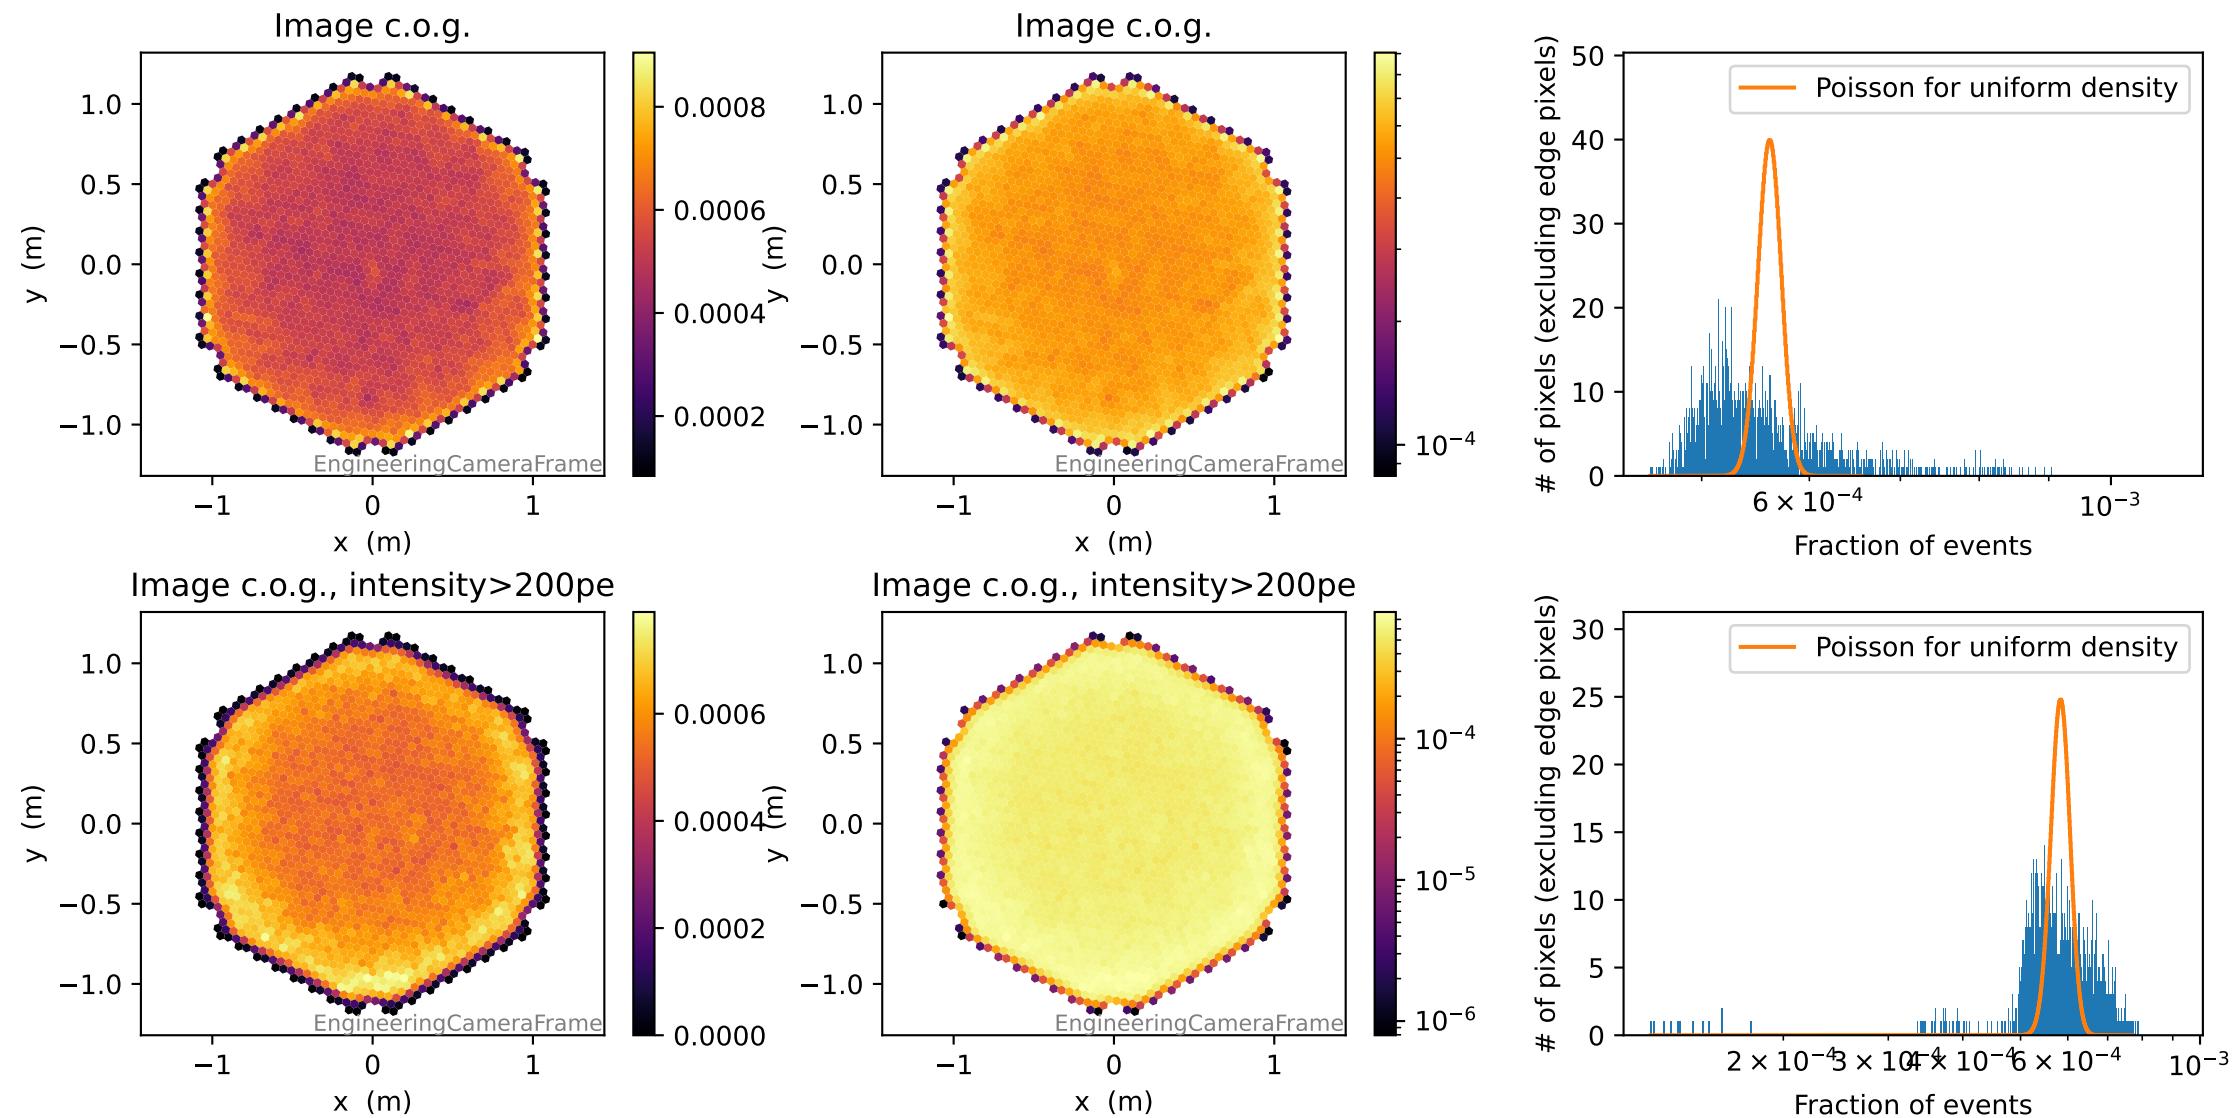 Image c.o.g.
1.0
0.5
0.0
−0.5
−1.0
y (m)
−1
0
1
x (m)
EngineeringCameraFrame
0.0008
0.0006
0.0004
0.0002
Image c.o.g.
1.0
0.5
0.0
−0.5
−1.0
y (m)
−1
0
1
x (m)
EngineeringCameraFrame
10⁻⁴
# of pixels (excluding edge pixels)
50
40
30
20
10
0
Poisson for uniform density
6 × 10⁻⁴
10⁻³
Fraction of events
Image c.o.g., intensity>200pe
1.0
0.5
0.0
−0.5
−1.0
y (m)
−1
0
1
x (m)
EngineeringCameraFrame
0.0006
0.0004
0.0002
0.0000
Image c.o.g., intensity>200pe
1.0
0.5
0.0
−0.5
−1.0
y (m)
−1
0
1
x (m)
EngineeringCameraFrame
10⁻⁴
10⁻⁵
10⁻⁶
# of pixels (excluding edge pixels)
30
25
20
15
10
5
0
Poisson for uniform density
2 × 10⁻⁴
3 × 10⁻⁴
4 × 10⁻⁴
6 × 10⁻⁴
10⁻³
Fraction of events